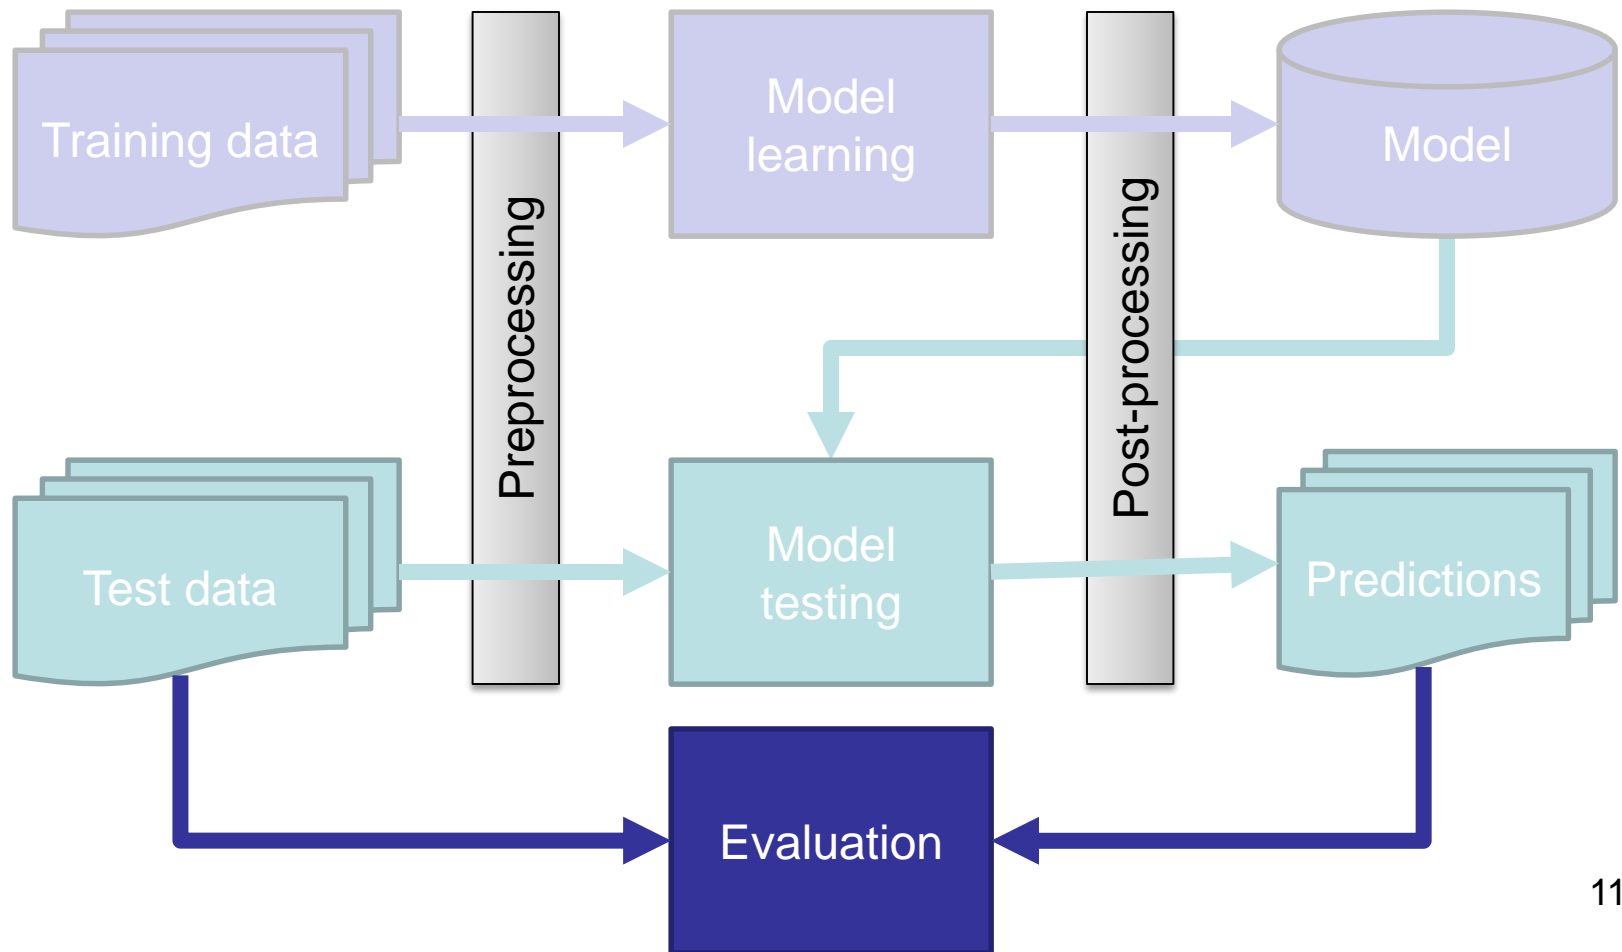 Training data
Preprocessing
Model
learning
Post-processing
Model
Test data
Model
testing
Predictions
Evaluation
11